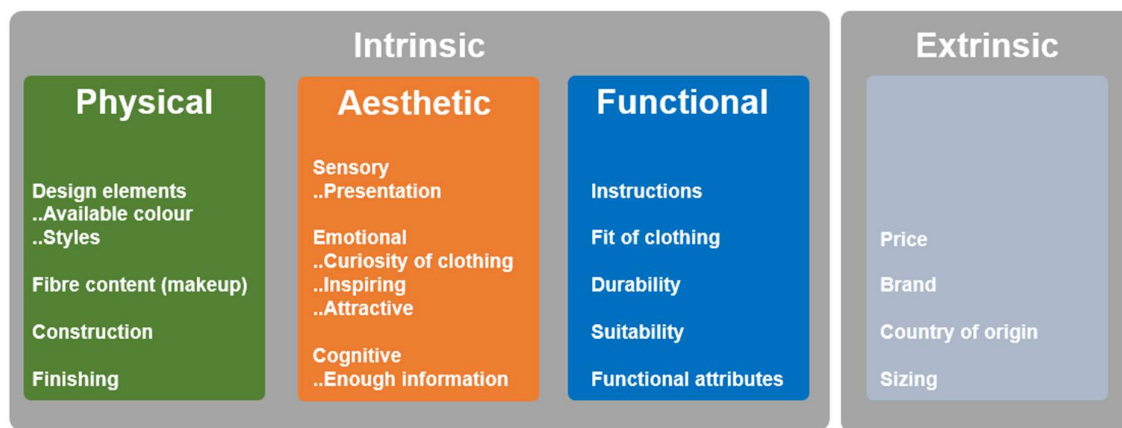 Intrinsic
Physical
Design elements
..Available colour
..Styles
Fibre content (makeup)
Construction
Finishing
Aesthetic
Sensory
..Presentation
Emotional
..Curiosity of clothing
..Inspiring
..Attractive
Cognitive
..Enough information
Functional
Instructions
Fit of clothing
Durability
Suitability
Functional attributes
Extrinsic
Price
Brand
Country of origin
Sizing